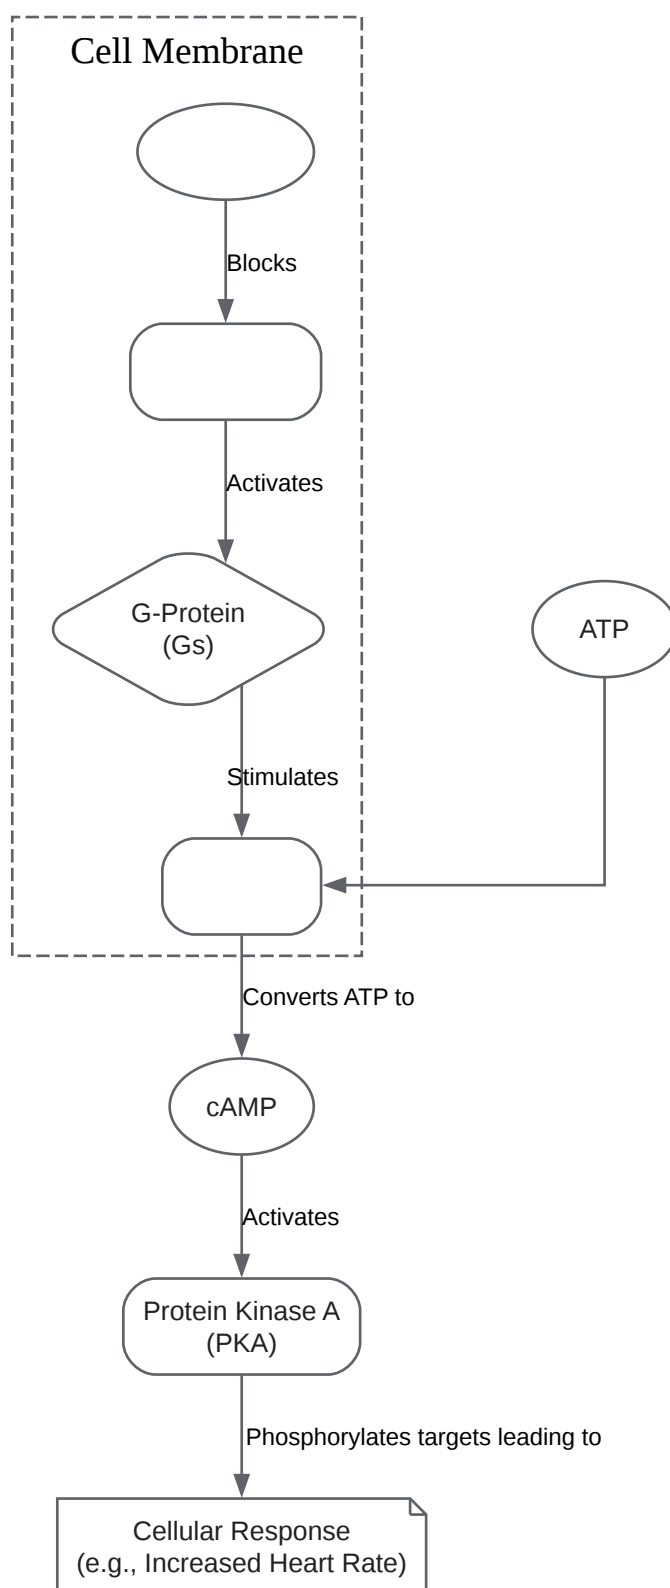 Cell Membrane
Blocks
Activates
G-Protein
(Gs)
ATP
Stimulates
Converts ATP to
cAMP
Activates
Protein Kinase A
(PKA)
Phosphorylates targets leading to
Cellular Response
(e.g., Increased Heart Rate)